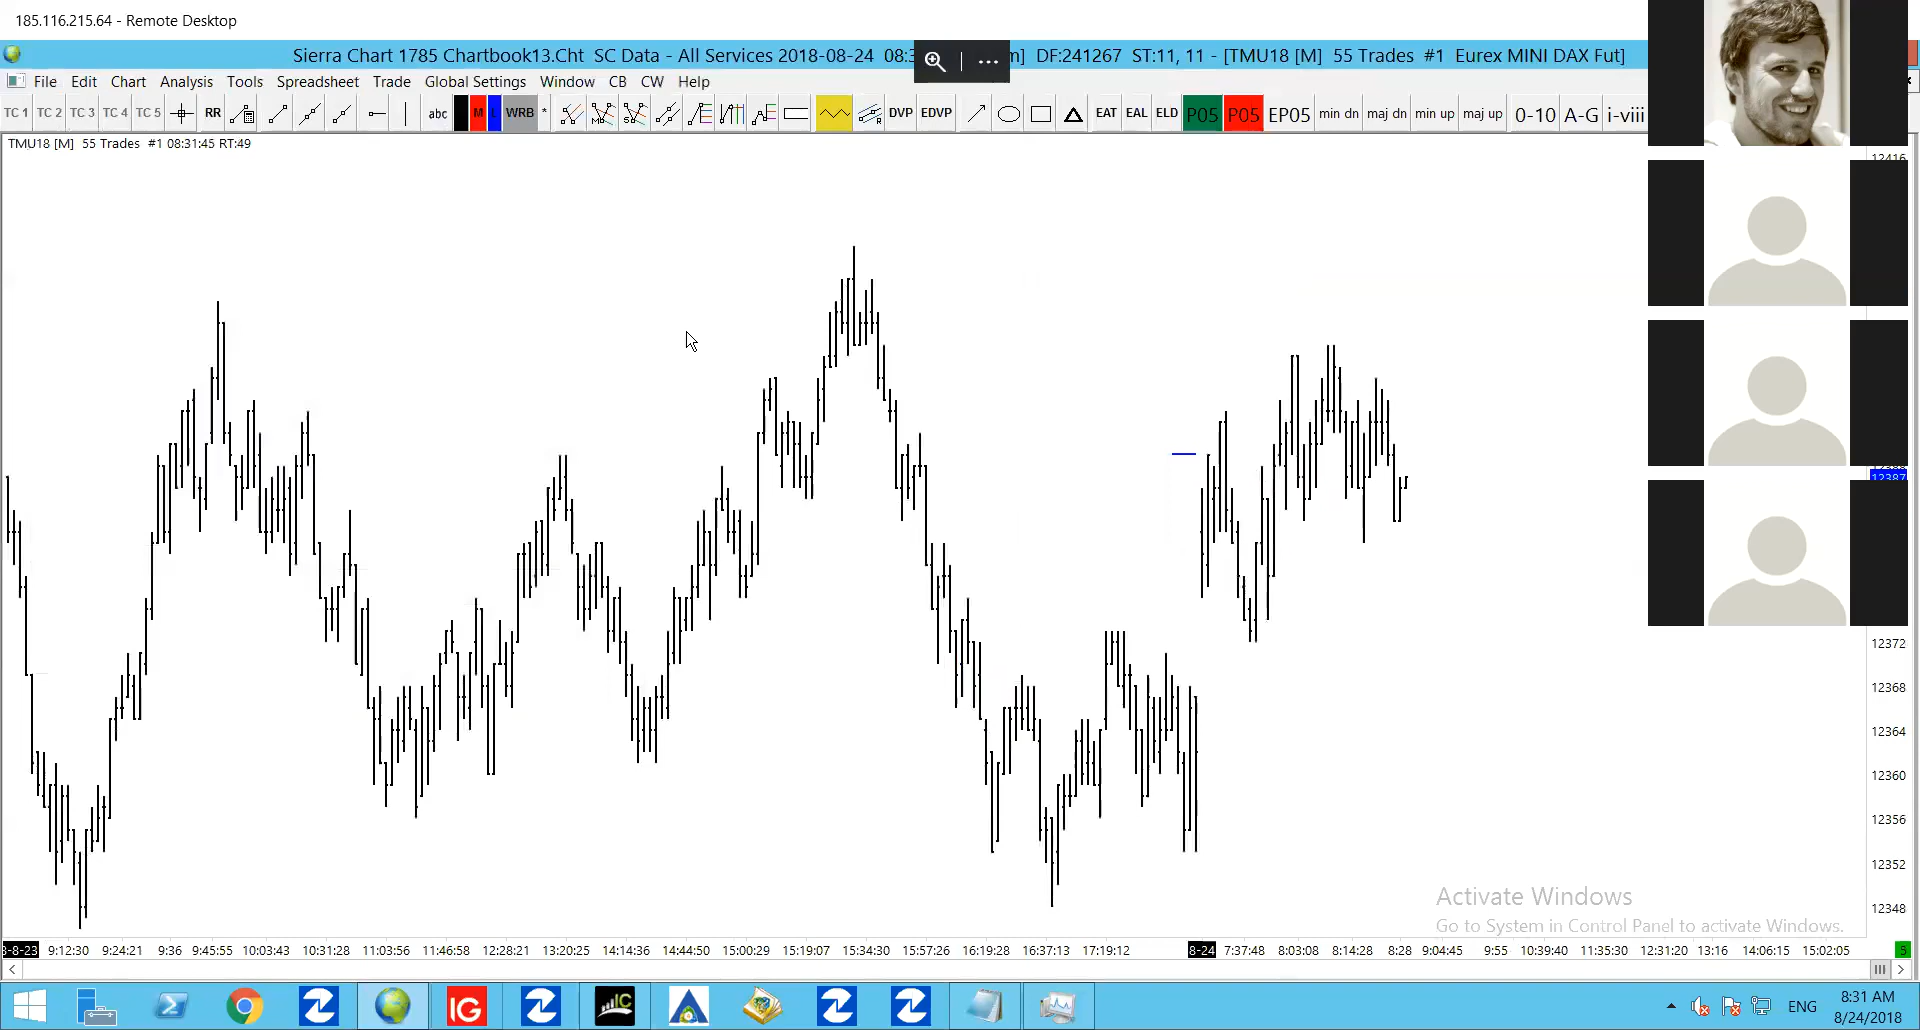 185.116.215.64 - Remote Desktop
Sierra Chart 1785 Chartbook13.Cht SC Data - All Services 2018-08-24 08:3
] DF:241267 ST:11, 11 - [TMU18 [M] 55 Trades #1 Eurex MINI DAX Fut]
File Edit Chart Analysis Tools Spreadsheet Trade Global Settings Window CB CW Help
TC 1 TC 2 TC 3 TC 4 TC 5 RR abc M L WRB * DVP EDVP EAT EAL ELD P05 P05 EP05 min dn maj dn min up maj up 0-10 A-G i-viii
TMU18 [M] 55 Trades #1 08:31:45 RT:49
12416
12387
12372
12368
12364
12360
12356
12352
12348
Activate Windows
Go to System in Control Panel to activate Windows.
8-8-23 9:12:30 9:24:21 9:36 9:45:55 10:03:43 10:31:28 11:03:56 11:46:58 12:40:24 13:20:25 14:14:36 14:44:50 15:00:29 15:19:07 15:34:30 15:57:26 16:19:28 16:37:13 17:19:12 8-24 7:37:48 8:03:08 8:14:28 8:28 9:04:45 9:55 10:39:40 11:35:30 12:31:20 13:16 14:06:15 15:02:05 S
IG IC ENG 8:31 AM
8/24/2018